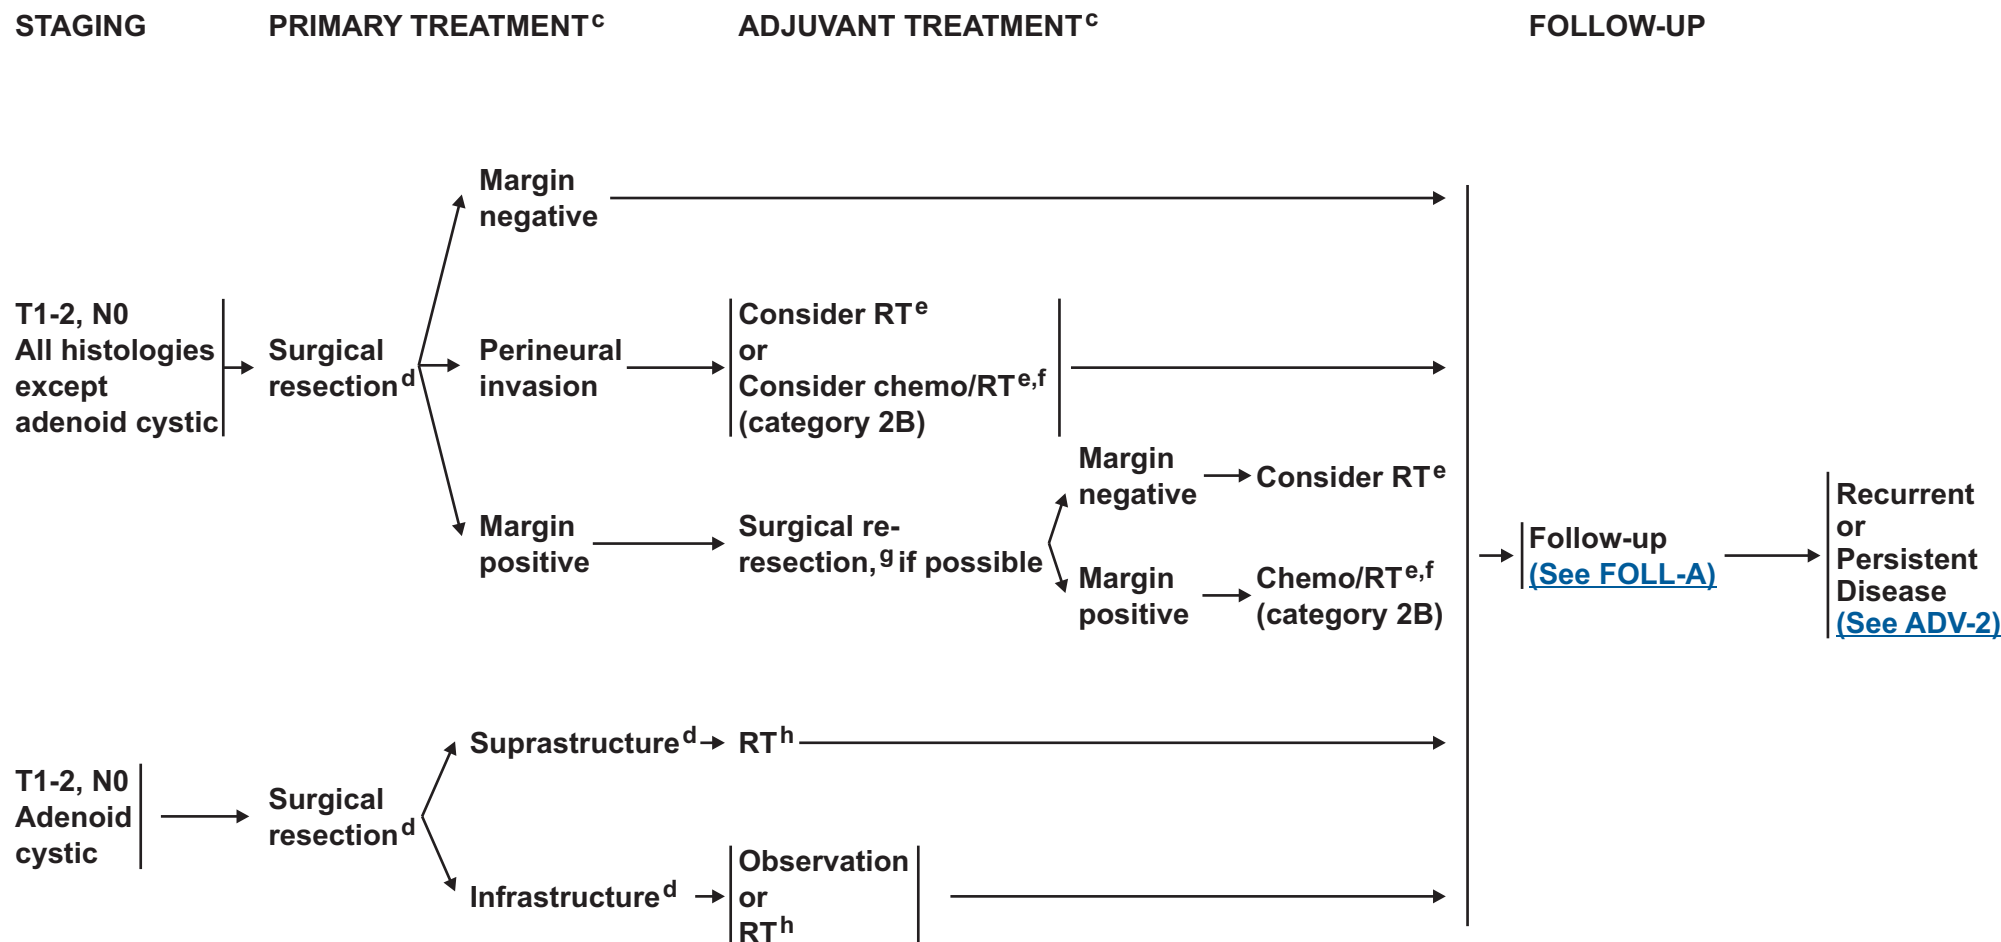 STAGING
PRIMARY TREATMENTᶜ
ADJUVANT TREATMENTᶜ
FOLLOW-UP
Margin
negative
T1-2, N0
All histologies
except
adenoid cystic
Surgical
resectionᵈ
Perineural
invasion
Consider RTᵉ
or
Consider chemo/RTᵉ,ᶠ
(category 2B)
Margin
positive
Surgical re-
resection,ᵍ if possible
Margin
negative
Consider RTᵉ
Margin
positive
Chemo/RTᵉ,ᶠ
(category 2B)
Follow-up
(See FOLL-A)
Recurrent
or
Persistent
Disease
(See ADV-2)
T1-2, N0
Adenoid
cystic
Surgical
resectionᵈ
Suprastructureᵈ
RTʰ
Infrastructureᵈ
Observation
or
RTʰ